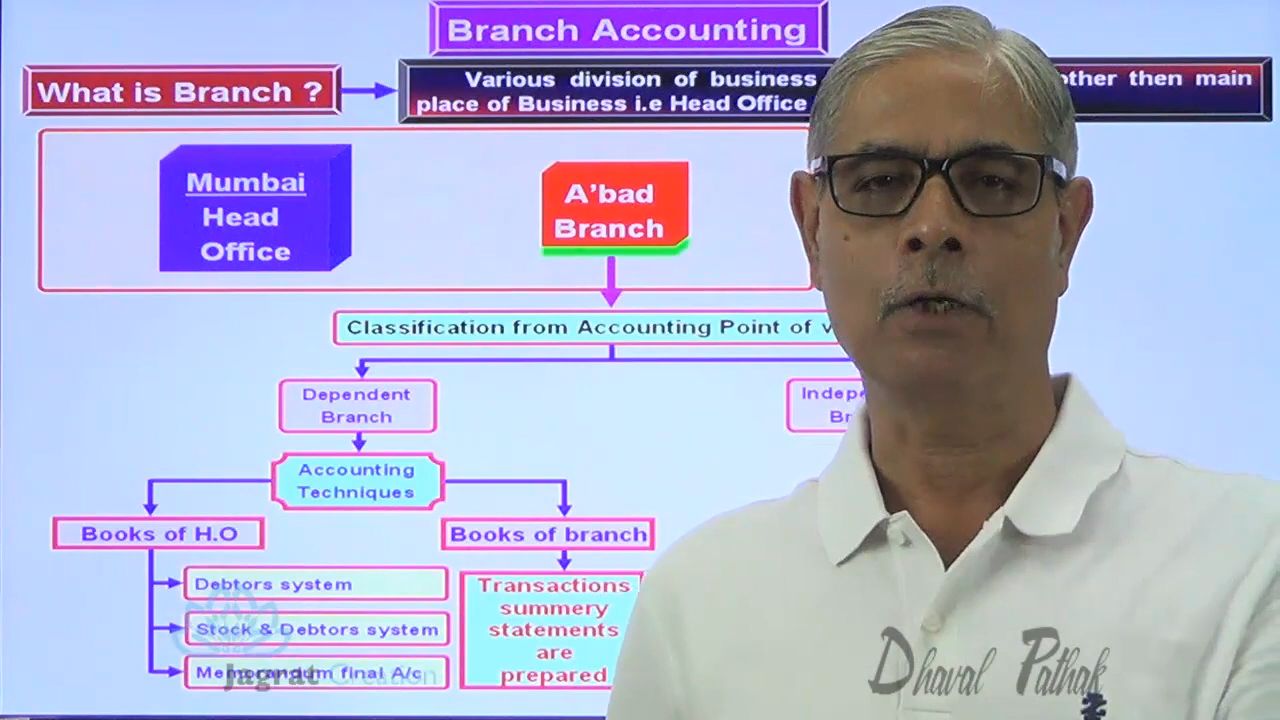 Branch Accounting
What is Branch ?
Various division of business other then main
place of Business i.e Head Office
Mumbai
Head
Office
A'bad
Branch
Classification from Accounting Point of
Dependent
Branch
Accounting
Techniques
Books of H.O
Books of branch
Debtors system
Stock & Debtors system
Memorandum final A/c
Transactions
summery
statements
are
prepared
Jagrat Creation
Dhaval Pathak